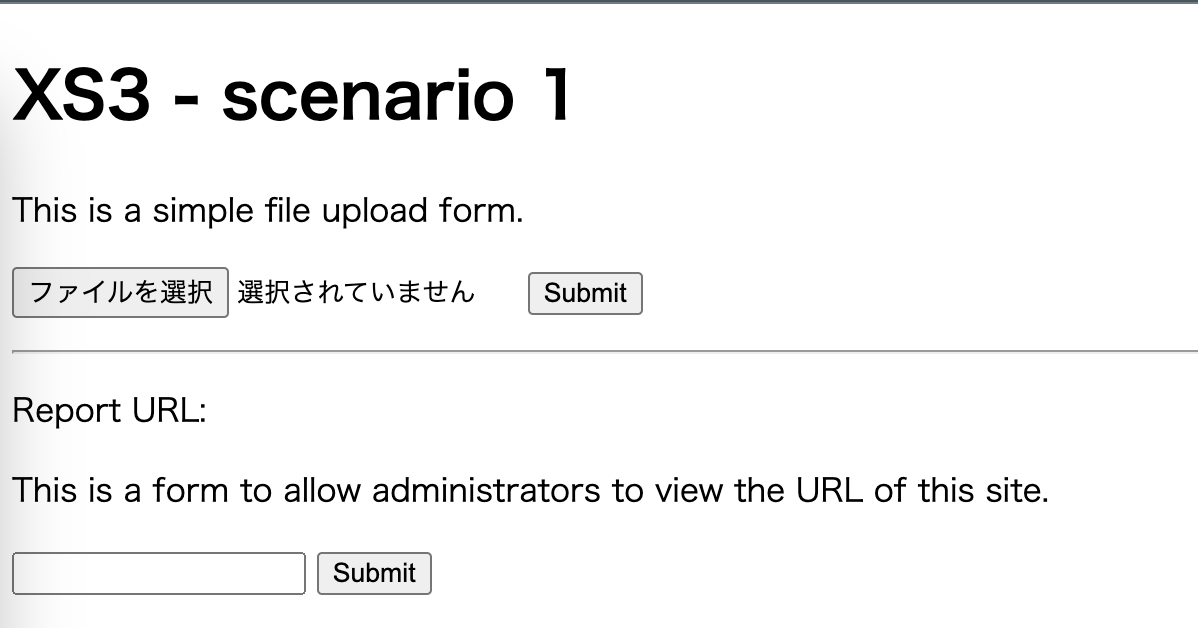 XS3 - scenario 1
This is a simple file upload form.
ファイルを選択 選択されていません Submit
Report URL:
This is a form to allow administrators to view the URL of this site.
Submit